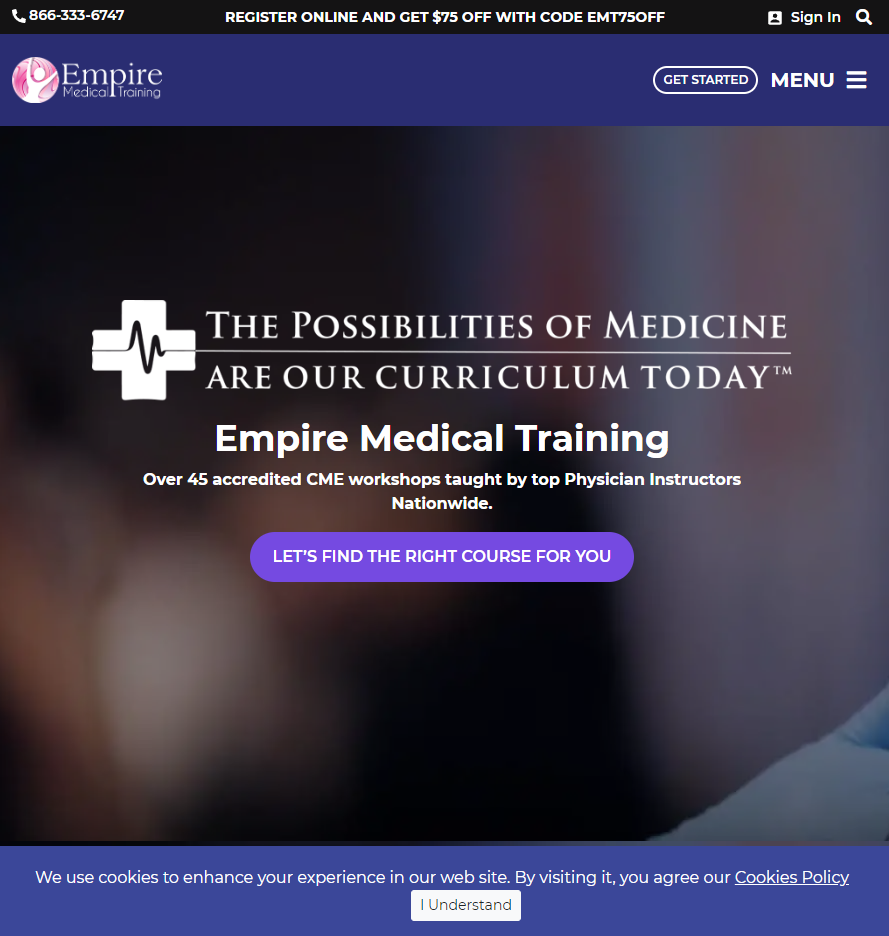 866-333-6747
REGISTER ONLINE AND GET $75 OFF WITH CODE EMT75OFF
Sign In
Empire
Medical Training
GET STARTED
MENU
THE POSSIBILITIES OF MEDICINE
ARE OUR CURRICULUM TODAY™
Empire Medical Training
Over 45 accredited CME workshops taught by top Physician Instructors
Nationwide.
LET'S FIND THE RIGHT COURSE FOR YOU
We use cookies to enhance your experience in our web site. By visiting it, you agree our Cookies Policy
I Understand